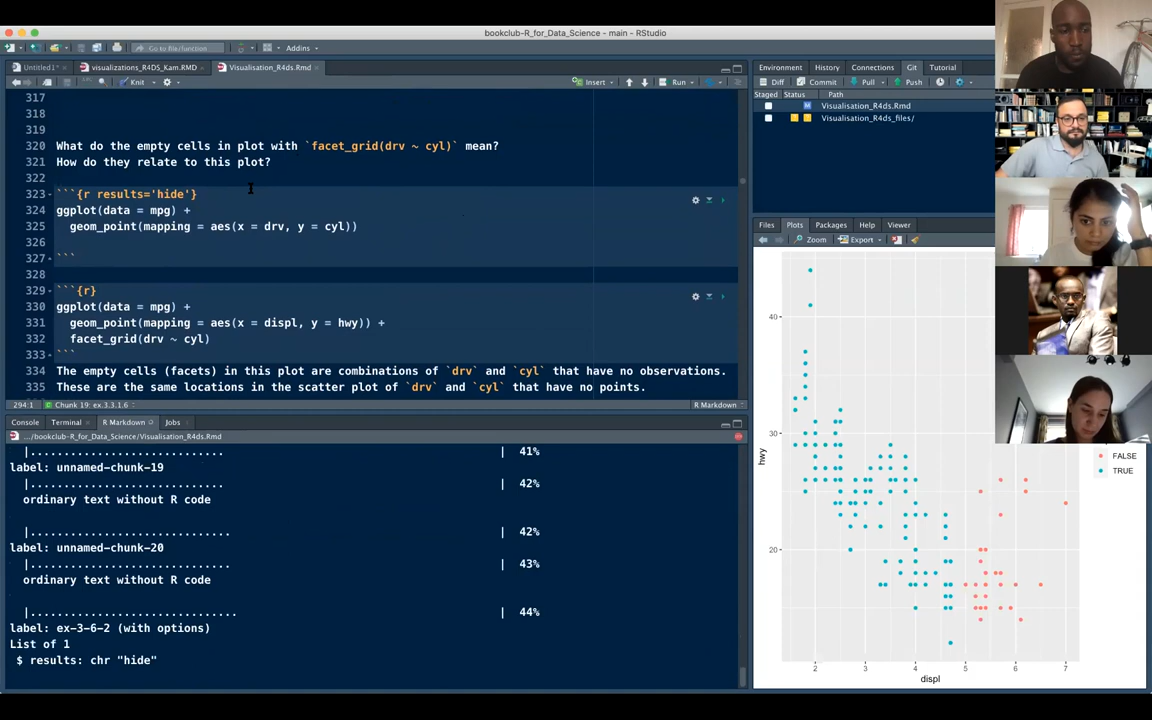 bookclub-R_for_Data_Science - main - RStudio
Go to file/function
Addins
Untitled1*
visualizations_R4DS_Kam.RMD
Visualisation_R4ds.Rmd
Knit
Insert
Run
317
318
319
320 What do the empty cells in plot with `facet_grid(drv ~ cyl)` mean?
321 How do they relate to this plot?
322
323 ```{r results='hide'}
324 ggplot(data = mpg) +
325 geom_point(mapping = aes(x = drv, y = cyl))
326
327 ```
328
329 ```{r}
330 ggplot(data = mpg) +
331 geom_point(mapping = aes(x = displ, y = hwy)) +
332 facet_grid(drv ~ cyl)
333 ```
334 The empty cells (facets) in this plot are combinations of `drv` and `cyl` that have no observations.
335 These are the same locations in the scatter plot of `drv` and `cyl` that have no points.
294:1 Chunk 19: ex.3.3.1.6 R Markdown
Console Terminal R Markdown Jobs
.../bookclub-R_for_Data_Science/Visualisation_R4ds.Rmd
|............................ | 41%
label: unnamed-chunk-19
|............................ | 42%
ordinary text without R code
|............................. | 42%
label: unnamed-chunk-20
|............................. | 43%
ordinary text without R code
|.............................. | 44%
label: ex-3-6-2 (with options)
List of 1
$ results: chr "hide"
Environment History Connections Git Tutorial
Diff Commit Pull Push
Staged Status Path
M Visualisation_R4ds.Rmd
Visualisation_R4ds_files/
Files Plots Packages Help Viewer
Zoom Export
40
30
20
hwy
2 3 4 5 6 7
displ
FALSE
TRUE